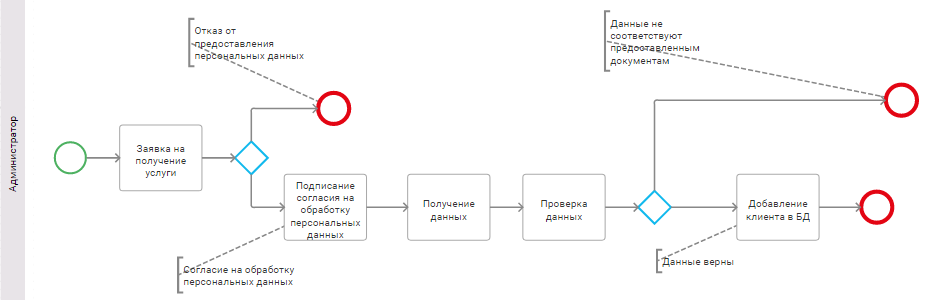 Администратор
Отказ от
предоставления
персональных данных
Заявка на
получение
услуги
Подписание
согласия на
обработку
персональных
данных
Согласие на обработку
персональных данных
Получение
данных
Проверка
данных
Данные не
соответствуют
предоставленным
документам
Добавление
клиента в БД
Данные верны